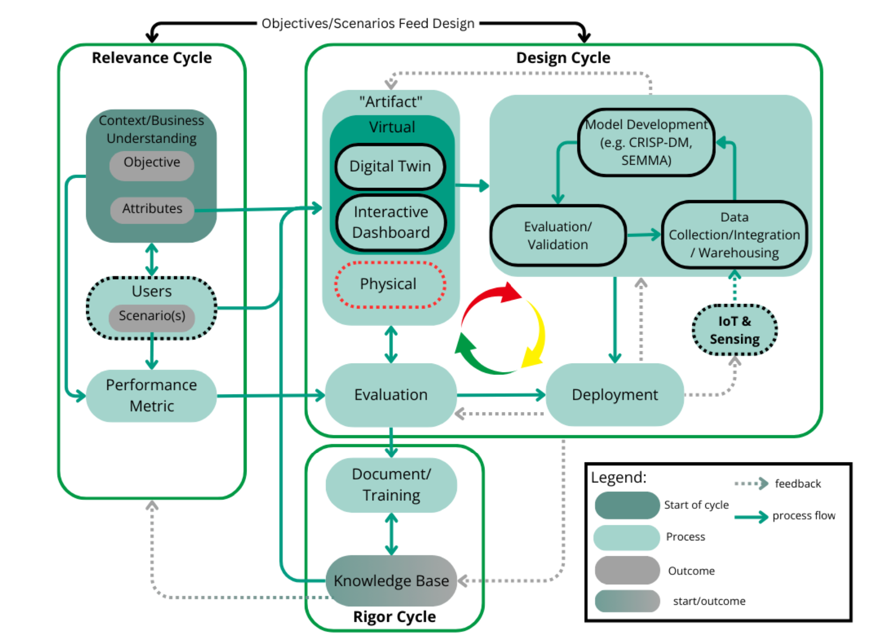 Objectives/Scenarios Feed Design
Relevance Cycle
Context/Business
Understanding
Objective
Attributes
Users
Scenario(s)
Performance
Metric
Design Cycle
"Artifact"
Virtual
Digital Twin
Interactive
Dashboard
Physical
Model Development
(e.g. CRISP-DM,
SEMMA)
Evaluation/
Validation
Data
Collection/Integration
/ Warehousing
IoT &
Sensing
Evaluation
Deployment
Document/
Training
Knowledge Base
Rigor Cycle
Legend:
Start of cycle
Process
Outcome
start/outcome
feedback
process flow